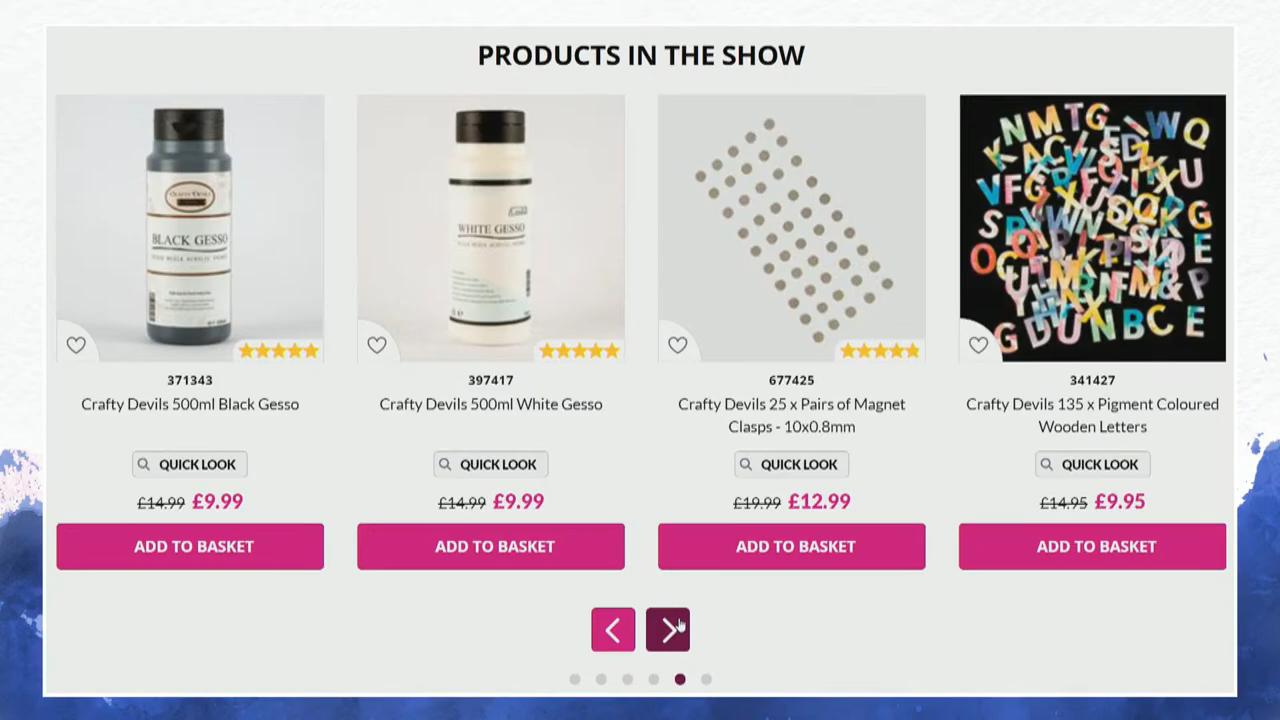 PRODUCTS IN THE SHOW
CRAFTY DEVILS
BLACK GESSO
WHITE GESSO
371343
Crafty Devils 500ml Black Gesso
QUICK LOOK
£14.99 £9.99
ADD TO BASKET
397417
Crafty Devils 500ml White Gesso
QUICK LOOK
£14.99 £9.99
ADD TO BASKET
677425
Crafty Devils 25 x Pairs of Magnet
Clasps - 10x0.8mm
QUICK LOOK
£19.99 £12.99
ADD TO BASKET
341427
Crafty Devils 135 x Pigment Coloured
Wooden Letters
QUICK LOOK
£14.95 £9.95
ADD TO BASKET